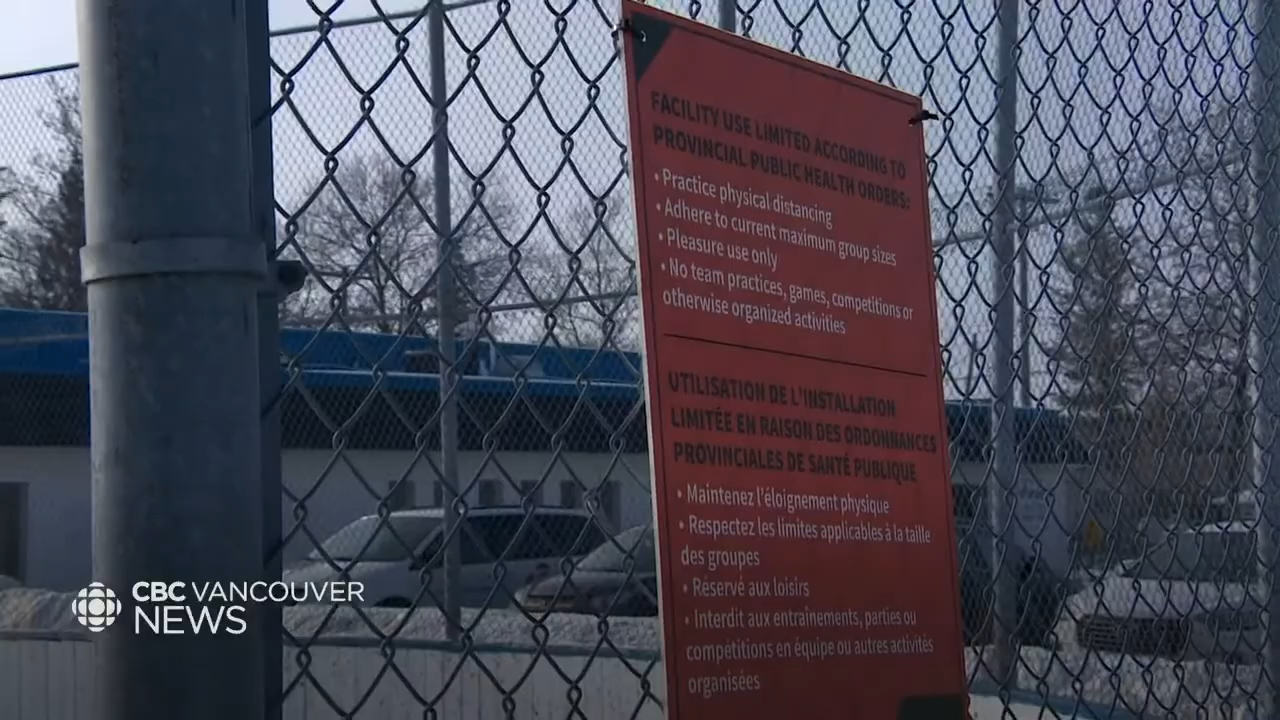 FACILITY USE LIMITED ACCORDING TO
PROVINCIAL PUBLIC HEALTH ORDERS:
• Practice physical distancing
• Adhere to current maximum group sizes
• Pleasure use only
• No team practices, games, competitions or
otherwise organized activities
UTILISATION DE L'INSTALLATION
LIMITÉE EN RAISON DES ORDONNANCES
PROVINCIALES DE SANTÉ PUBLIQUE
• Maintenez l'éloignement physique
• Respectez les limites applicables à la taille
des groupes
• Réservé aux loisirs
• Interdit aux entraînements, parties ou
compétitions en équipe ou autres activités
organisées
CBC VANCOUVER
NEWS